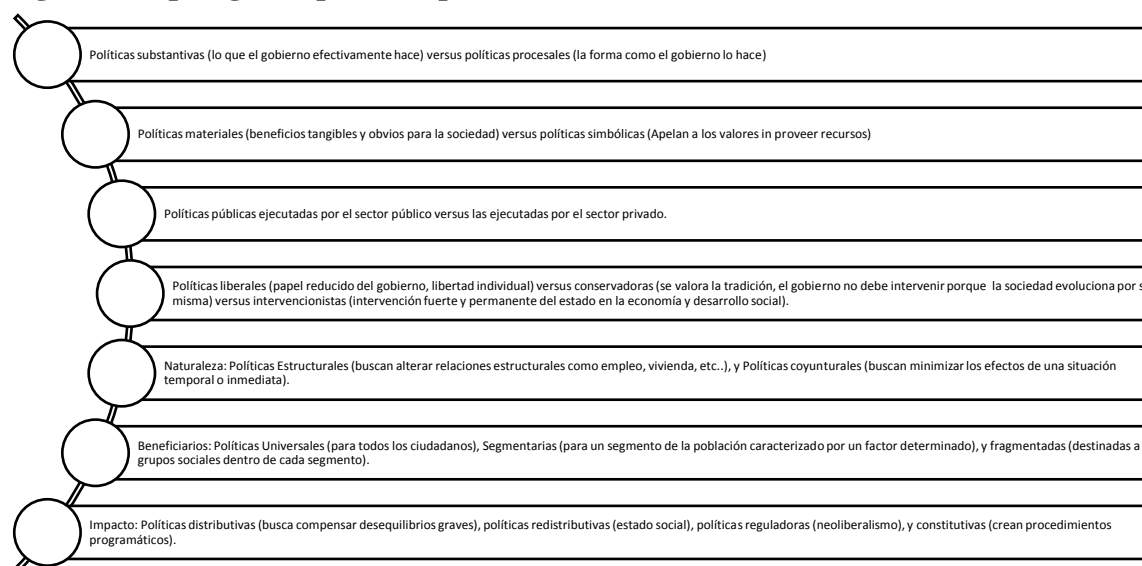 Políticas substantivas (lo que el gobierno efectivamente hace) versus políticas procesales (la forma como el gobierno lo hace)
Políticas materiales (beneficios tangibles y obvios para la sociedad) versus políticas simbólicas (Apelan a los valores in proveer recursos)
Políticas públicas ejecutadas por el sector público versus las ejecutadas por el sector privado.
Políticas liberales (papel reducido del gobierno, libertad individual) versus conservadoras (se valora la tradición, el gobierno no debe intervenir porque la sociedad evoluciona por
misma) versus intervencionistas (intervención fuerte y permanente del estado en la economía y desarrollo social).
Naturaleza: Políticas Estructurales (buscan alterar relaciones estructurales como empleo, vivienda, etc..), y Políticas coyunturales (buscan minimizar los efectos de una situación
temporal o inmediata).
Beneficiarios: Políticas Universales (para todos los ciudadanos), Segmentarias (para un segmento de la población caracterizado por un factor determinado), y fragmentadas (destinadas a
grupos sociales dentro de cada segmento).
Impacto: Políticas distributivas (busca compensar desequilibrios graves), políticas redistributivas (estado social), políticas reguladoras (neoliberalismo), y constitutivas (crean procedimientos
programáticos).